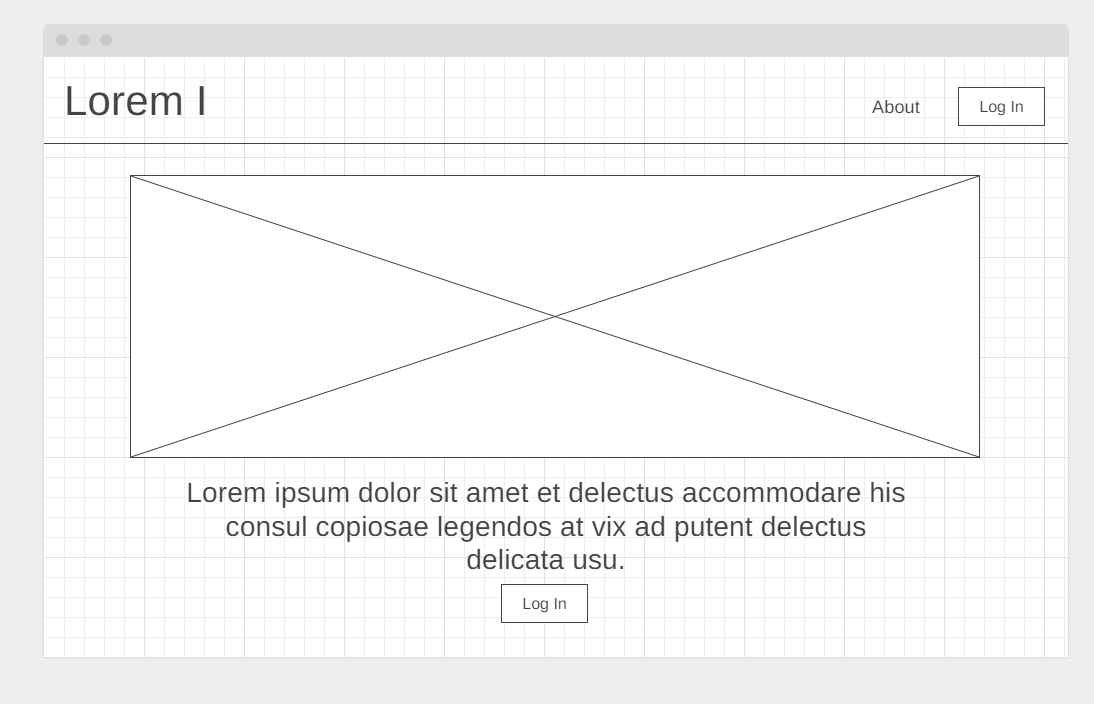 Lorem I
About
Log In
Lorem ipsum dolor sit amet et delectus accommodare his
consul copiosae legendos at vix ad putent delectus
delicata usu.
Log In